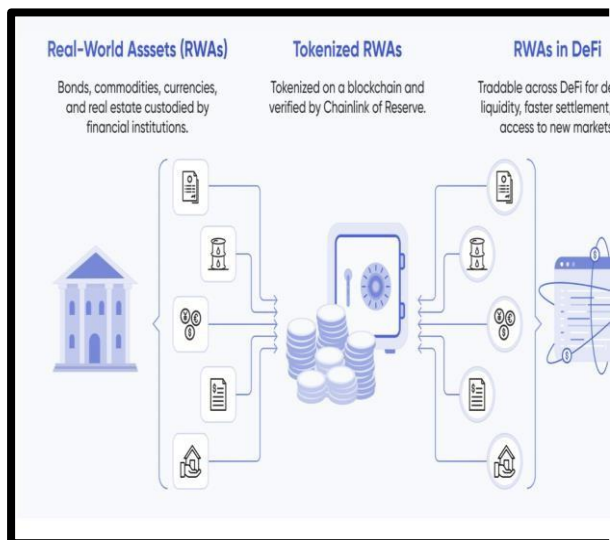 Real-World Asssets (RWAs)
Bonds, commodities, currencies,
and real estate custodied by
financial institutions.
Tokenized RWAs
Tokenized on a blockchain and
verified by Chainlink of Reserve.
RWAs in DeFi
Tradable across DeFi for
liquidity, faster settlement,
access to new markets